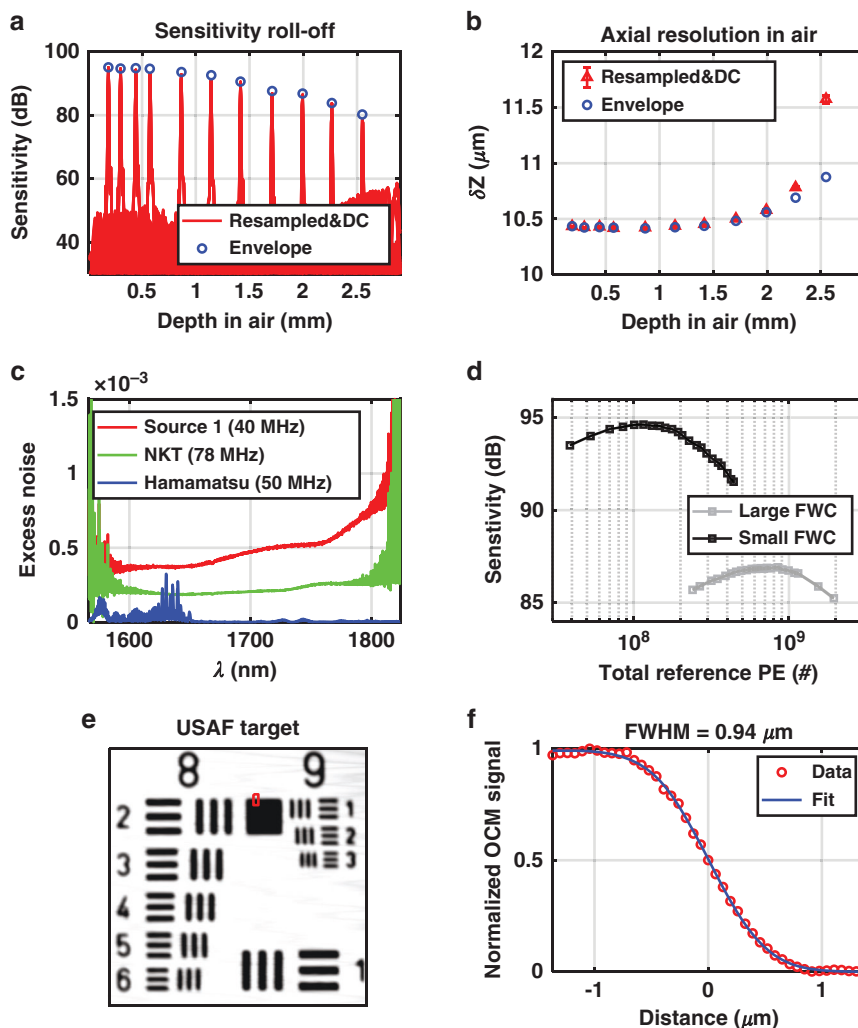 a
Sensitivity roll-off
Sensitivity (dB)
100
80
60
40
Resampled&DC
Envelope
0.5 1 1.5 2 2.5
Depth in air (mm)
b
Axial resolution in air
δZ (μm)
12
11.5
11
10.5
10
Resampled&DC
Envelope
0.5 1 1.5 2 2.5
Depth in air (mm)
c
×10⁻³
Excess noise
1.5
1
0.5
0
Source 1 (40 MHz)
NKT (78 MHz)
Hamamatsu (50 MHz)
1600 1700 1800
λ (nm)
d
Senstivity (dB)
95
90
85
Large FWC
Small FWC
10⁸ 10⁹
Total reference PE (#)
e
USAF target
8 9
2 1
2
3 3
4
5
6 1
f
FWHM = 0.94 μm
Normalized OCM signal
1
0.5
0
Data
Fit
-1 0 1
Distance (μm)